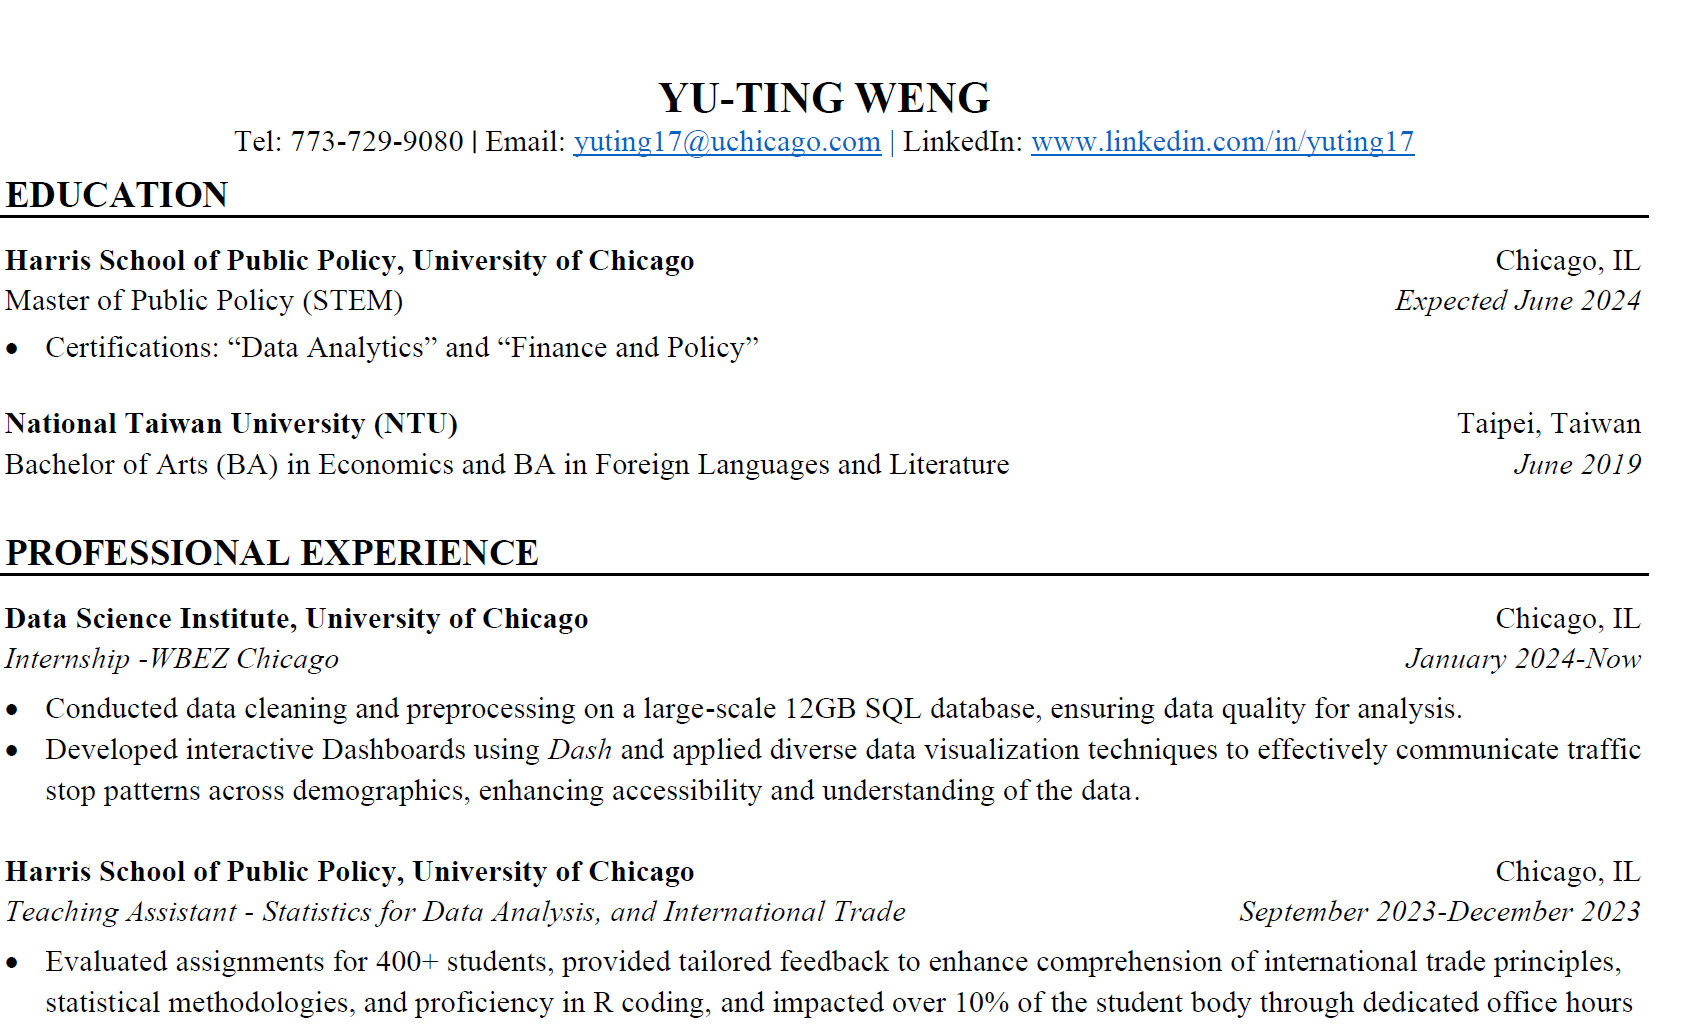 YU-TING WENG
Tel: 773-729-9080 | Email: yuting17@uchicago.com | LinkedIn: www.linkedin.com/in/yuting17
EDUCATION
Harris School of Public Policy, University of Chicago Chicago, IL
Master of Public Policy (STEM) Expected June 2024
• Certifications: “Data Analytics” and “Finance and Policy”
National Taiwan University (NTU) Taipei, Taiwan
Bachelor of Arts (BA) in Economics and BA in Foreign Languages and Literature June 2019
PROFESSIONAL EXPERIENCE
Data Science Institute, University of Chicago Chicago, IL
Internship -WBEZ Chicago January 2024-Now
• Conducted data cleaning and preprocessing on a large-scale 12GB SQL database, ensuring data quality for analysis.
• Developed interactive Dashboards using Dash and applied diverse data visualization techniques to effectively communicate traffic
stop patterns across demographics, enhancing accessibility and understanding of the data.
Harris School of Public Policy, University of Chicago Chicago, IL
Teaching Assistant - Statistics for Data Analysis, and International Trade September 2023-December 2023
• Evaluated assignments for 400+ students, provided tailored feedback to enhance comprehension of international trade principles,
statistical methodologies, and proficiency in R coding, and impacted over 10% of the student body through dedicated office hours